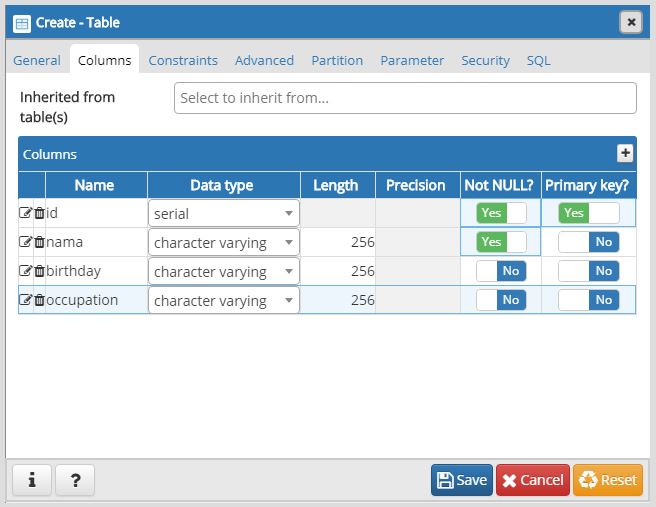 Create - Table
General Columns Constraints Advanced Partition Parameter Security SQL
Inherited from table(s)
Select to inherit from...
Columns
Name Data type Length Precision Not NULL? Primary key?
id serial Yes Yes
nama character varying 256 Yes No
birthday character varying 256 No No
occupation character varying 256 No No
i ? Save Cancel Reset